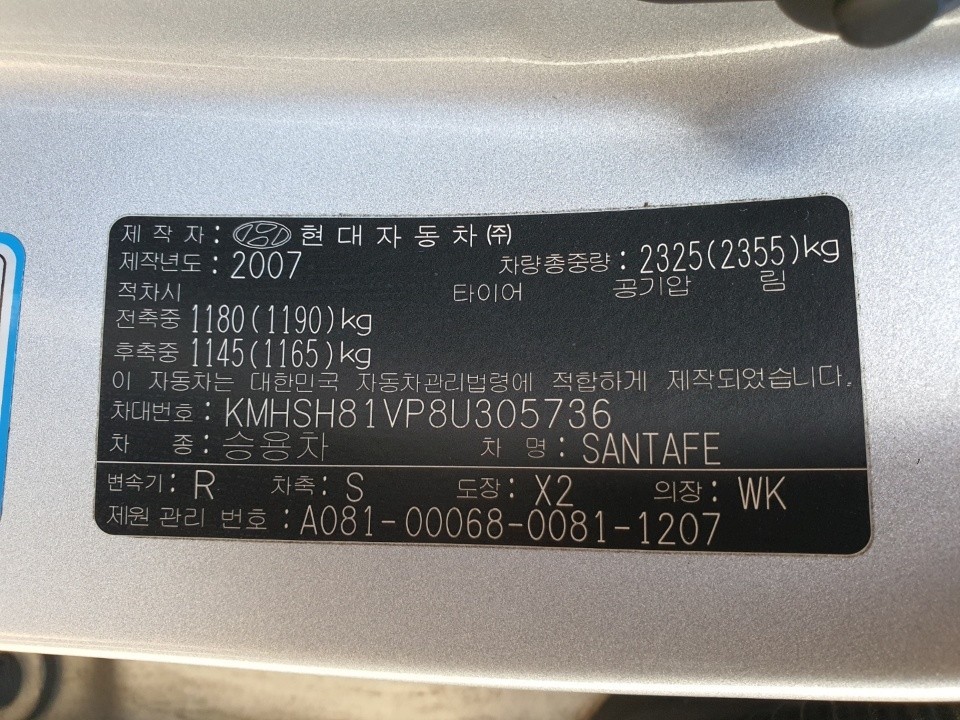 제 작 자 : 현 대 자 동 차 ㈜
제작년도 : 2007 차량총중량 : 2325(2355)kg
적차시 타이어 공기압 림
전축중 1180(1190)kg
후축중 1145(1165)kg
이 자동차는 대한민국 자동차관리법령에 적합하게 제작되었습니다.
차대번호 : KMHSH81VP8U305736
차 종 : 승용차 차 명 : SANTAFE
변속기 : R 차축 : S 도장 : X2 의장 : WK
제원 관리 번호 : A081-00068-0081-1207